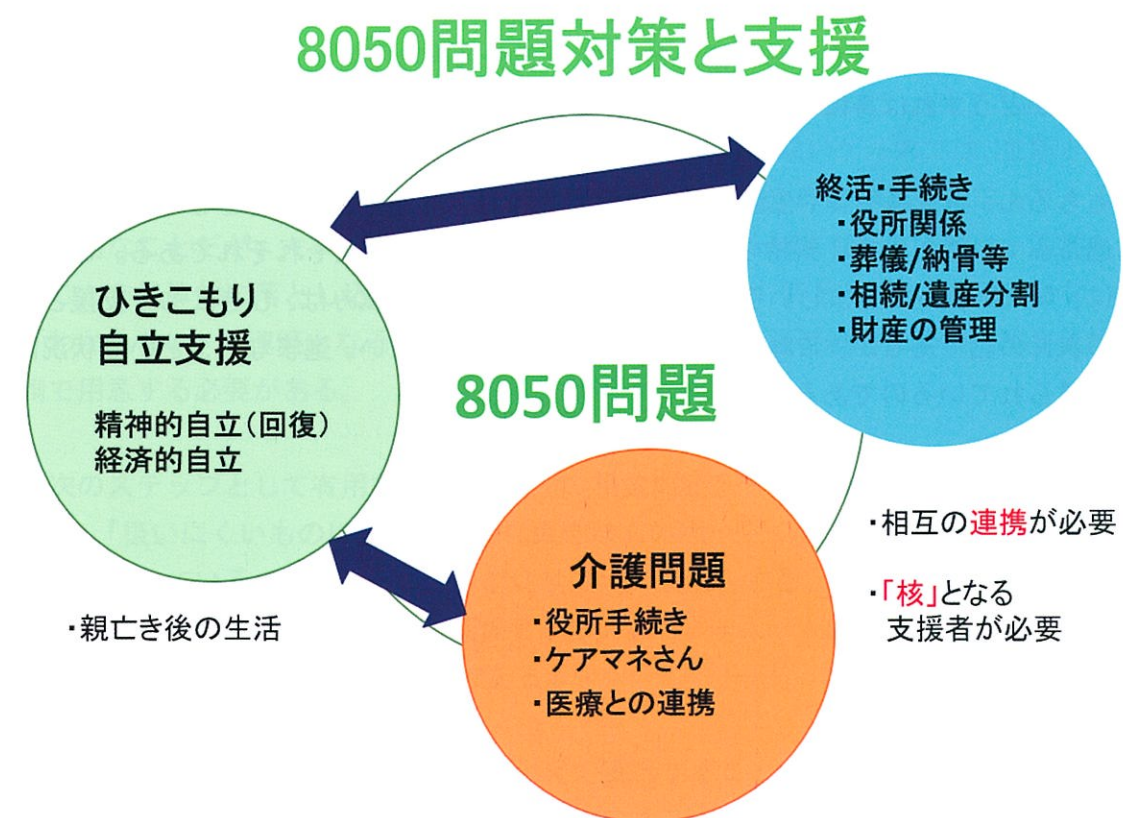 8050問題対策と支援
終活・手続き
・役所関係
・葬儀/納骨等
・相続/遺産分割
・財産の管理
ひきこもり
自立支援
精神的自立(回復)
経済的自立
8050問題
・相互の連携が必要
・「核」となる
支援者が必要
介護問題
・役所手続き
・ケアマネさん
・医療との連携
・親亡き後の生活